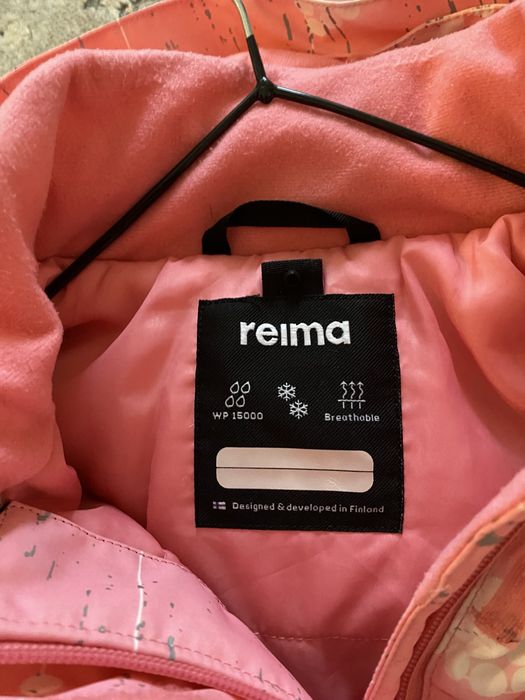 reima
WP 15000
Breathable
Designed & developed in Finland